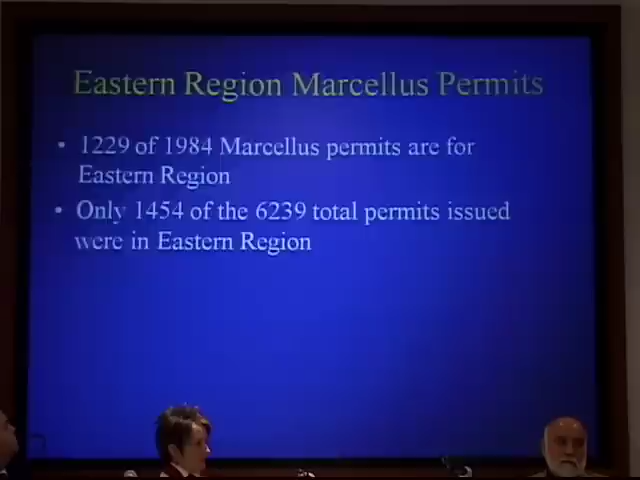 Eastern Region Marcellus Permits
• 1229 of 1984 Marcellus permits are for
Eastern Region
• Only 1454 of the 6239 total permits issued
were in Eastern Region